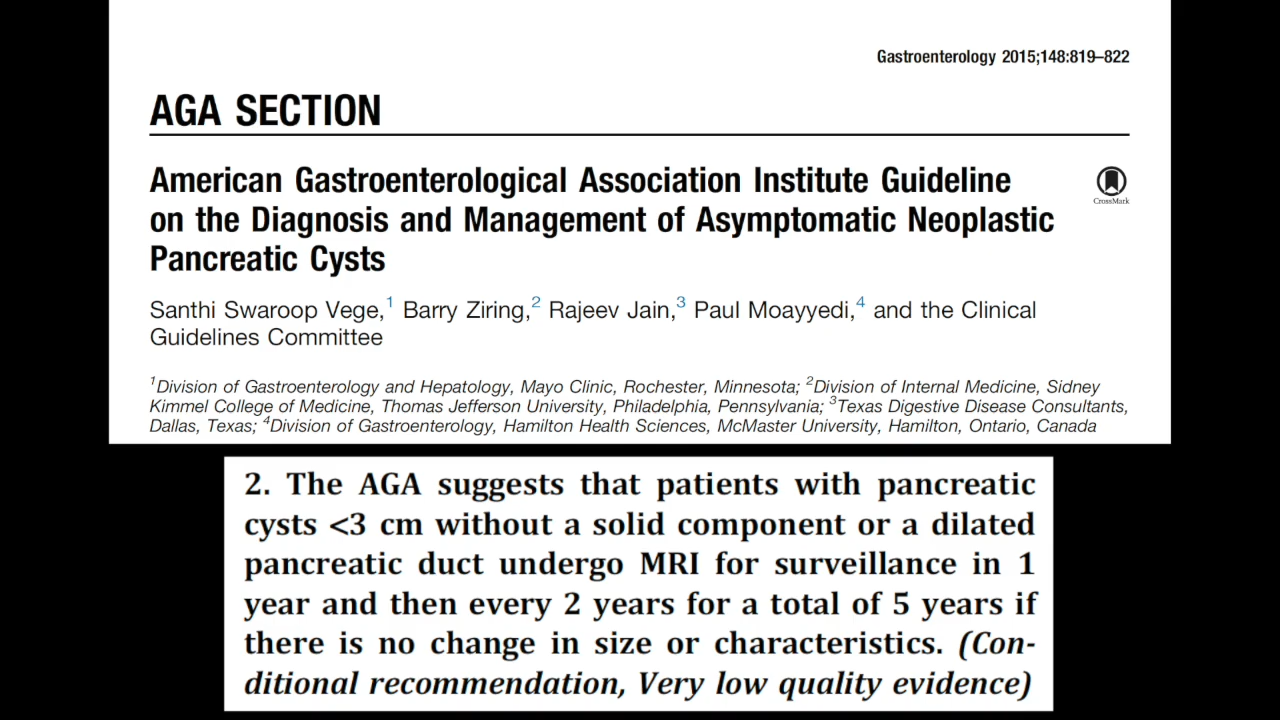 Gastroenterology 2015;148:819–822
AGA SECTION
American Gastroenterological Association Institute Guideline
on the Diagnosis and Management of Asymptomatic Neoplastic
Pancreatic Cysts
CrossMark
Santhi Swaroop Vege,1 Barry Ziring,2 Rajeev Jain,3 Paul Moayyedi,4 and the Clinical
Guidelines Committee
1Division of Gastroenterology and Hepatology, Mayo Clinic, Rochester, Minnesota; 2Division of Internal Medicine, Sidney
Kimmel College of Medicine, Thomas Jefferson University, Philadelphia, Pennsylvania; 3Texas Digestive Disease Consultants,
Dallas, Texas; 4Division of Gastroenterology, Hamilton Health Sciences, McMaster University, Hamilton, Ontario, Canada
2. The AGA suggests that patients with pancreatic
cysts <3 cm without a solid component or a dilated
pancreatic duct undergo MRI for surveillance in 1
year and then every 2 years for a total of 5 years if
there is no change in size or characteristics. (Con-
ditional recommendation, Very low quality evidence)